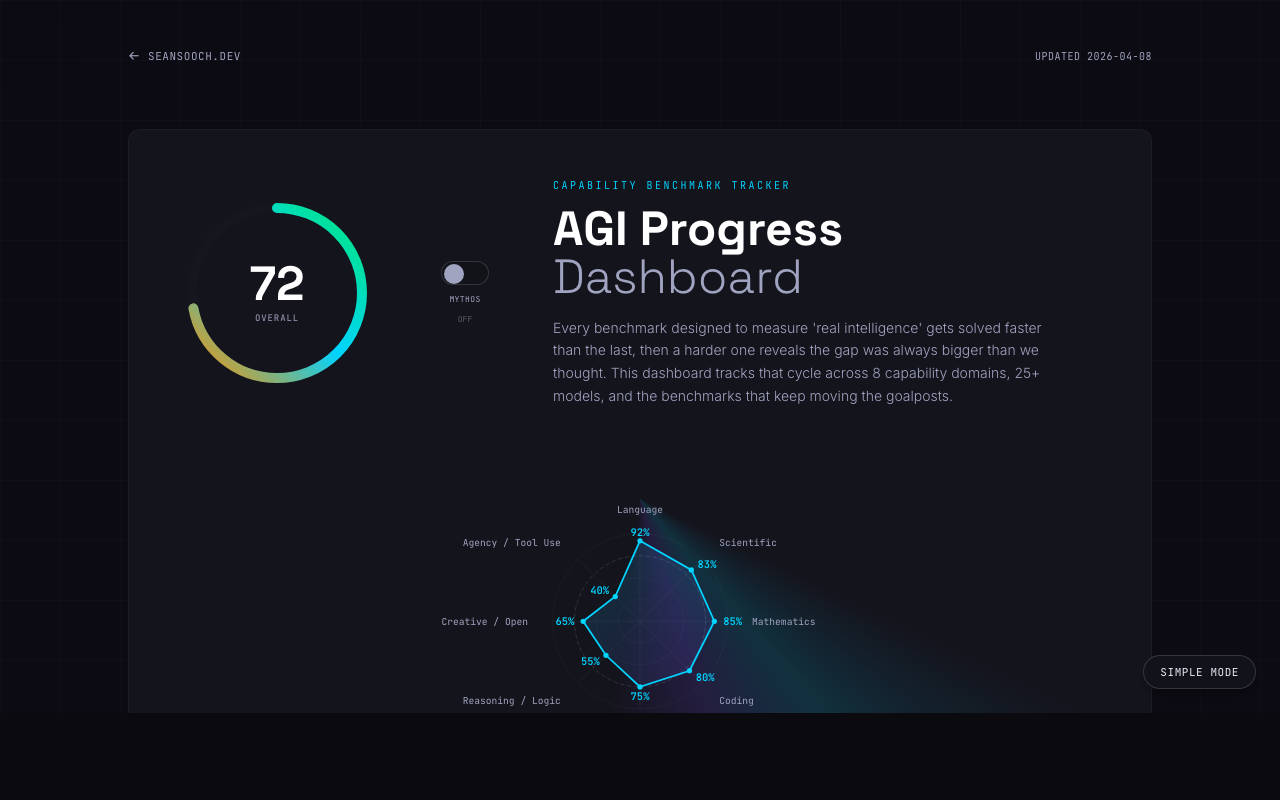 ← SEANSOOCH.DEV
UPDATED 2026-04-08
72
OVERALL
MYTHOS
OFF
CAPABILITY BENCHMARK TRACKER
AGI Progress
Dashboard
Every benchmark designed to measure 'real intelligence' gets solved faster
than the last, then a harder one reveals the gap was always bigger than we
thought. This dashboard tracks that cycle across 8 capability domains, 25+
models, and the benchmarks that keep moving the goalposts.
Language
92%
Agency / Tool Use
Scientific
83%
40%
Creative / Open
65%
85%
Mathematics
55%
80%
75%
Reasoning / Logic
Coding
SIMPLE MODE